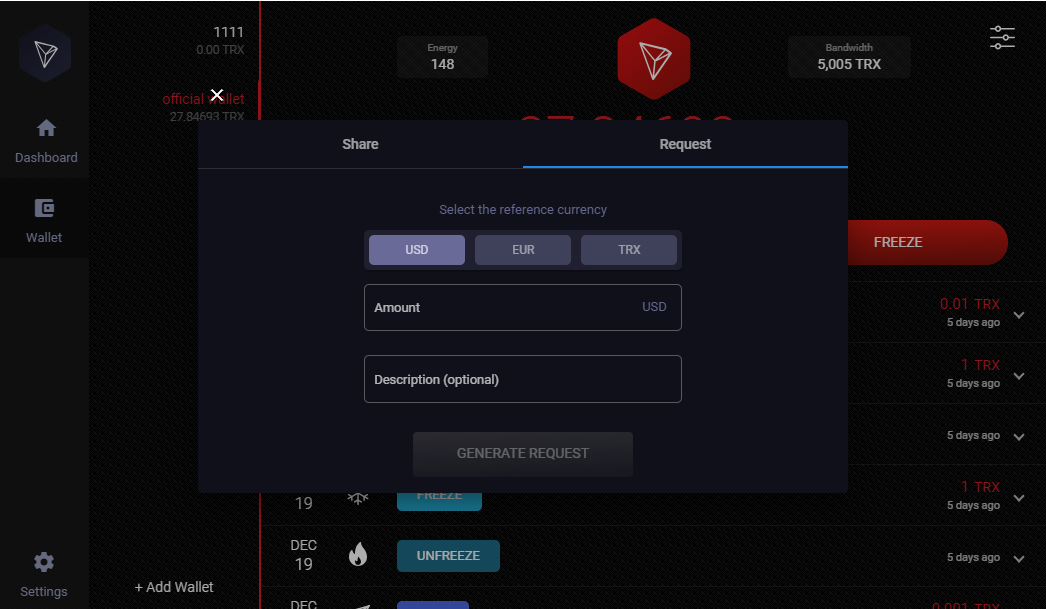 1111
0.00 TRX
official wallet
27.84693 TRX
Dashboard
Wallet
Settings
+ Add Wallet
Energy
148
Bandwidth
5,005 TRX
Share
Request
Select the reference currency
USD
EUR
TRX
Amount
USD
Description (optional)
GENERATE REQUEST
FREEZE
0.01 TRX
5 days ago
1 TRX
5 days ago
5 days ago
19
FREEZE
1 TRX
5 days ago
DEC
19
UNFREEZE
5 days ago
DEC
0.001 TRX